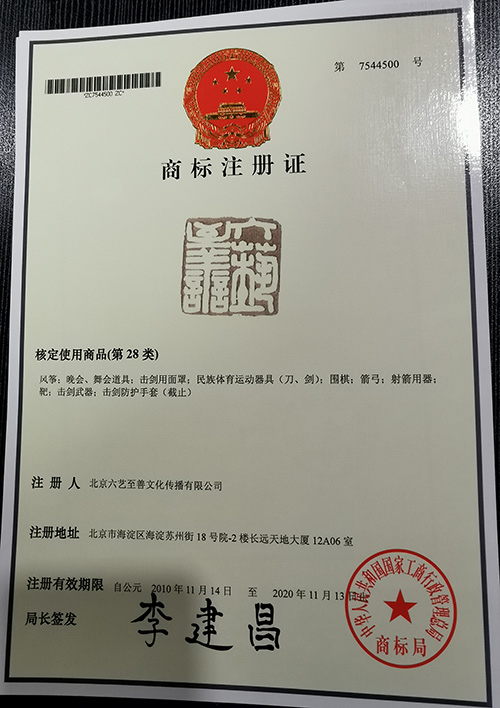 第 7544500 号
*ZC7544500 ZC*
商标注册证
核定使用商品(第 28 类)
风筝；晚会、舞会道具；击剑用面罩；民族体育运动器具（刀、剑）；围棋；箭弓；射箭用器；
靶；击剑武器；击剑防护手套（截止）
注 册 人 北京六艺至善文化传播有限公司
注册地址 北京市海淀区海淀苏州街 18 号院-2 楼长远天地大厦 12A06 室
注册有效期限 自公元 2010 年 11 月 14 日 至 2020 年 11 月 13 日止
局长签发 李建昌
中华人民共和国国家工商行政管理总局
商标局